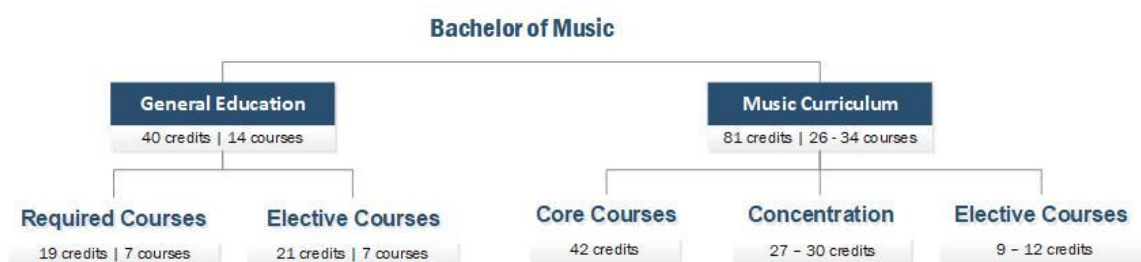 Bachelor of Music
General Education
40 credits | 14 courses
Required Courses
19 credits | 7 courses
Elective Courses
21 credits | 7 courses
Music Curriculum
81 credits | 26 - 34 courses
Core Courses
42 credits
Concentration
27 – 30 credits
Elective Courses
9 – 12 credits